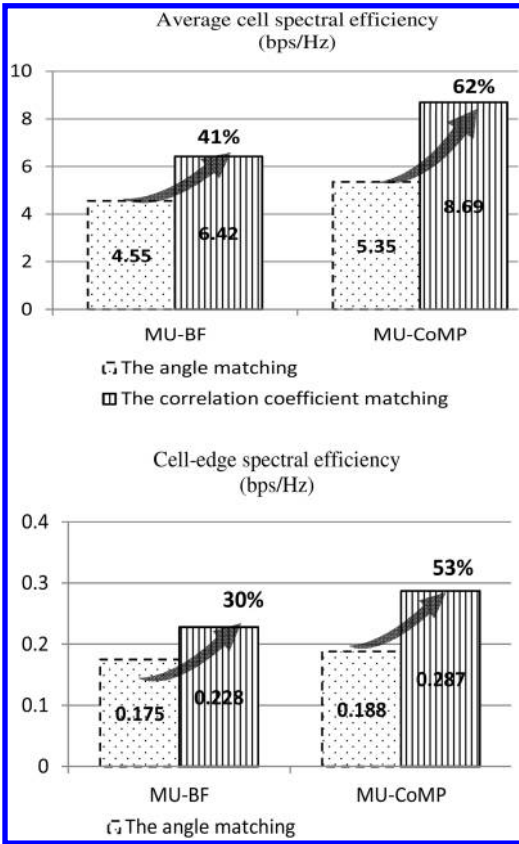 Average cell spectral efficiency
(bps/Hz)
10
62%
8
41%
6
4
8.69
6.42
5.35
4.55
2
0
MU-BF MU-CoMP
The angle matching
The correlation coefficient matching
Cell-edge spectral efficiency
(bps/Hz)
0.4
53%
0.3
30%
0.2
0.287
0.228
0.188
0.175
0.1
0
MU-BF MU-CoMP
The angle matching